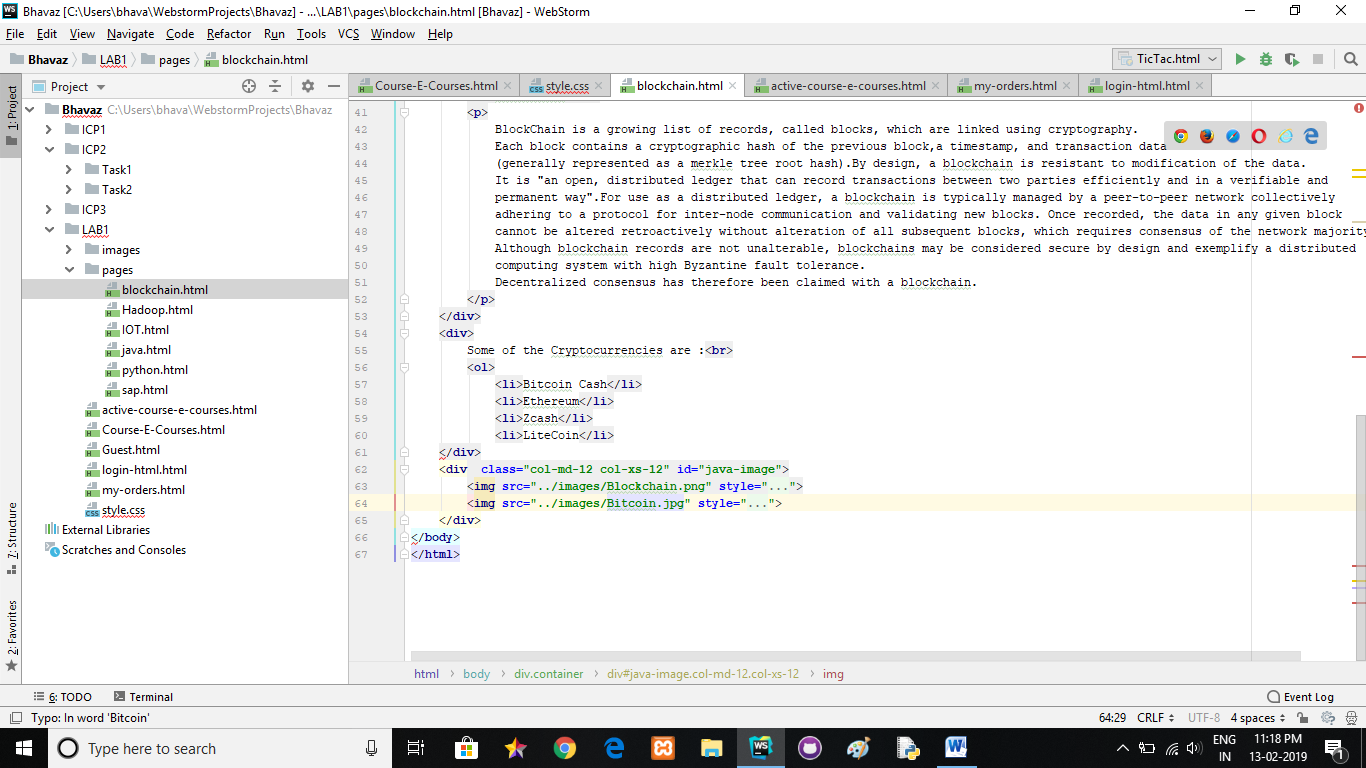 Bhavaz [C:\Users\bhava\WebstormProjects\Bhavaz] - ...\LAB1\pages\blockchain.html [Bhavaz] - WebStorm
File Edit View Navigate Code Refactor Run Tools VCS Window Help
Bhavaz LAB1 pages blockchain.html TicTac.html
1: Project
Project
Course-E-Courses.html style.css blockchain.html active-course-e-courses.html my-orders.html login-html.html
Bhavaz C:\Users\bhava\WebstormProjects\Bhavaz
ICP1
ICP2
Task1
Task2
ICP3
LAB1
images
pages
blockchain.html
Hadoop.html
IOT.html
java.html
python.html
sap.html
active-course-e-courses.html
Course-E-Courses.html
Guest.html
login-html.html
my-orders.html
style.css
External Libraries
Scratches and Consoles
7: Structure
2: Favorites
41 <p>
42 BlockChain is a growing list of records, called blocks, which are linked using cryptography.
43 Each block contains a cryptographic hash of the previous block,a timestamp, and transaction data
44 (generally represented as a merkle tree root hash).By design, a blockchain is resistant to modification of the data.
45 It is "an open, distributed ledger that can record transactions between two parties efficiently and in a verifiable and
46 permanent way".For use as a distributed ledger, a blockchain is typically managed by a peer-to-peer network collectively
47 adhering to a protocol for inter-node communication and validating new blocks. Once recorded, the data in any given block
48 cannot be altered retroactively without alteration of all subsequent blocks, which requires consensus of the network majority
49 Although blockchain records are not unalterable, blockchains may be considered secure by design and exemplify a distributed
50 computing system with high Byzantine fault tolerance.
51 Decentralized consensus has therefore been claimed with a blockchain.
52 </p>
53 </div>
54 <div>
55 Some of the Cryptocurrencies are :<br>
56 <ol>
57 <li>Bitcoin Cash</li>
58 <li>Ethereum</li>
59 <li>Zcash</li>
60 <li>LiteCoin</li>
61 </div>
62 <div  class="col-md-12 col-xs-12" id="java-image">
63 <img src="../images/Blockchain.png" style="...">
64 <img src="../images/Bitcoin.jpg" style="...">
65 </div>
66 </body>
67 </html>
html body div.container div#java-image.col-md-12.col-xs-12 img
6: TODO Terminal Event Log
Typo: In word 'Bitcoin' 64:29 CRLF UTF-8 4 spaces
Type here to search
ENG
IN
11:18 PM
13-02-2019
1